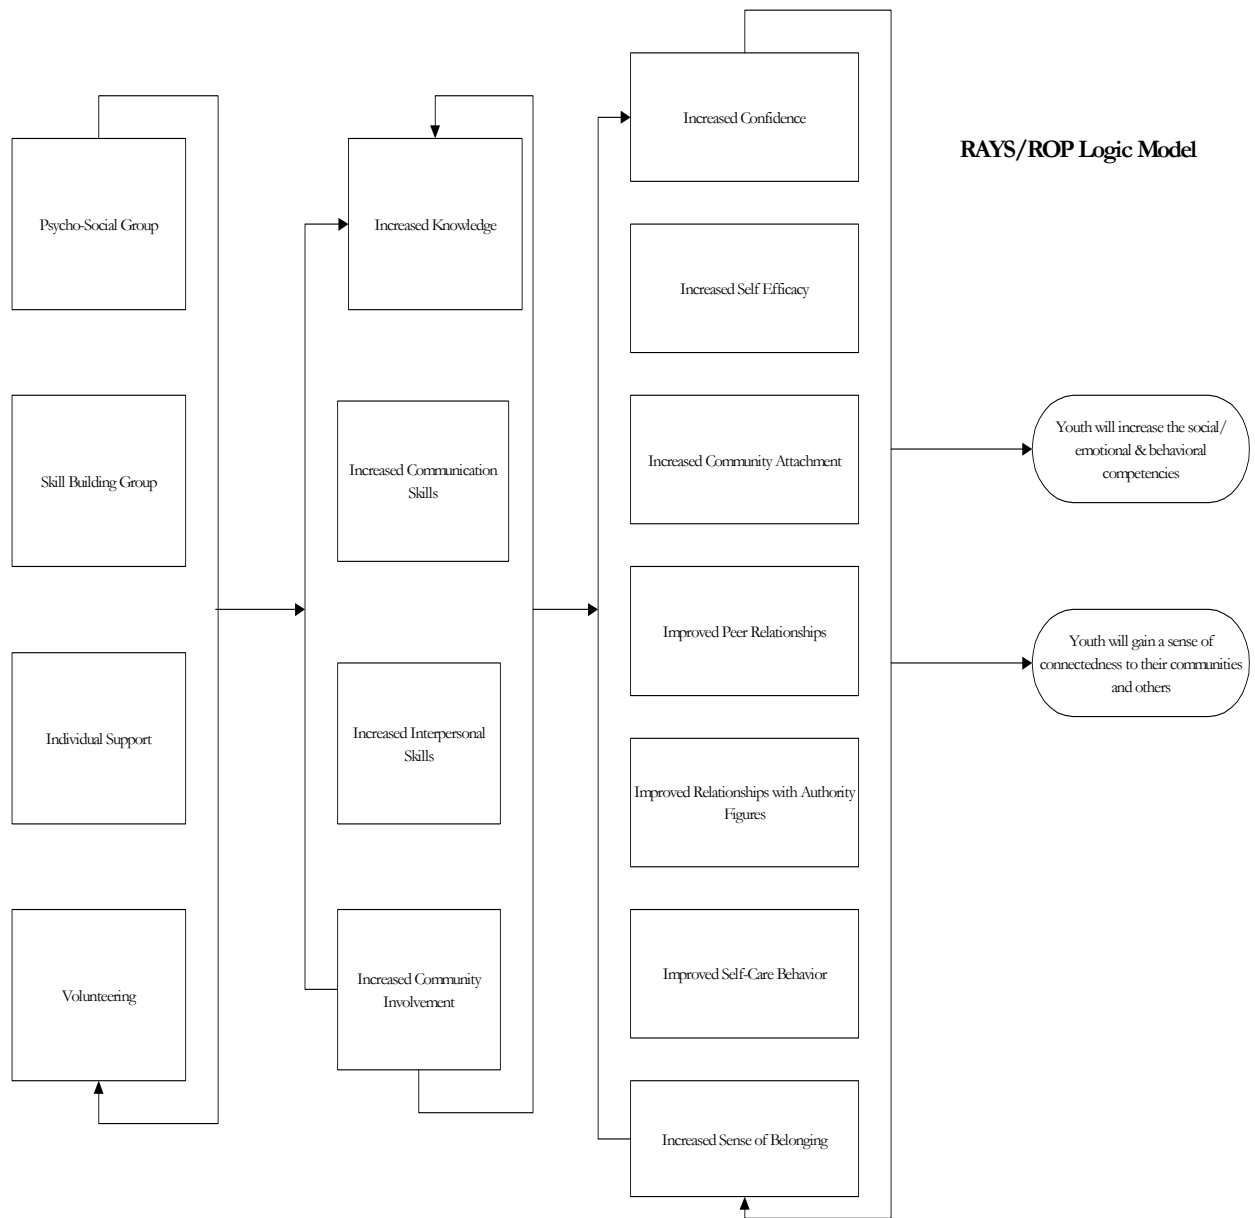 RAYS/ROP Logic Model
Psycho-Social Group
Skill Building Group
Individual Support
Volunteering
Increased Knowledge
Increased Communication
Skills
Increased Interpersonal
Skills
Increased Community
Involvement
Increased Confidence
Increased Self Efficacy
Increased Community Attachment
Improved Peer Relationships
Improved Relationships with Authority
Figures
Improved Self-Care Behavior
Increased Sense of Belonging
Youth will increase the social/
emotional & behavioral
competencies
Youth will gain a sense of
connectedness to their communities
and others